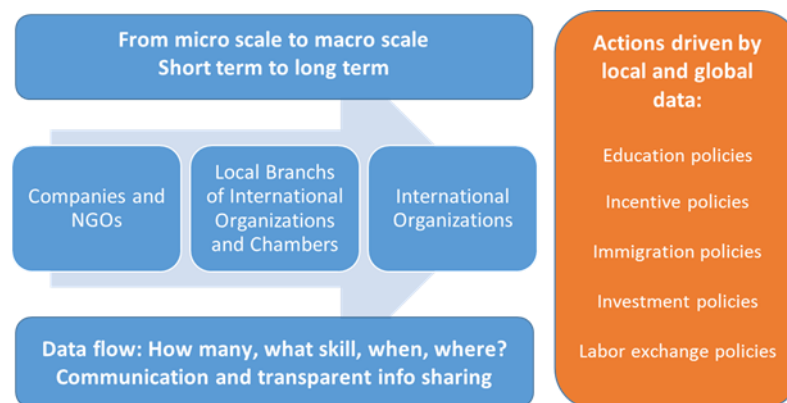 From micro scale to macro scale
Short term to long term
Companies and
NGOs
Local Branchs
of International
Organizations
and Chambers
International
Organizations
Data flow: How many, what skill, when, where?
Communication and transparent info sharing
Actions driven by
local and global
data:
Education policies
Incentive policies
Immigration policies
Investment policies
Labor exchange policies